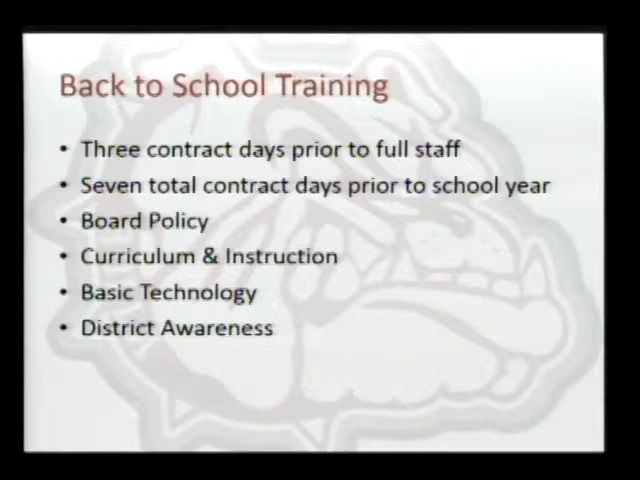 Back to School Training
• Three contract days prior to full staff
• Seven total contract days prior to school year
• Board Policy
• Curriculum & Instruction
• Basic Technology
• District Awareness